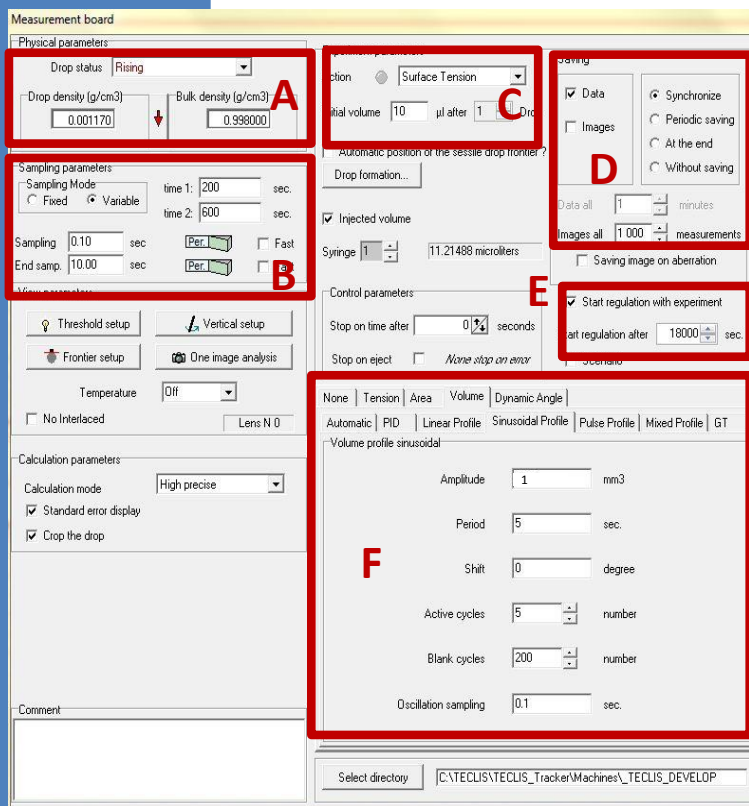 Measurement board
Physical parameters
Drop status Rising
Drop density (g/cm3) Bulk density (g/cm3)
0.001170 0.998000
A
Sampling parameters
Sampling Mode
Fixed Variable
time 1: 200 sec.
time 2: 600 sec.
Sampling 0.10 sec Per. Fast
End samp. 10.00 sec Per.
B
View parameters
Threshold setup Vertical setup
Frontier setup One image analysis
Temperature Off
No Interlaced Lens N 0
Calculation parameters
Calculation mode High precise
Standard error display
Crop the drop
Comment
parameters
ction Surface Tension
itial volume 10 µl after 1 Dro
C
Automatic position of the sessile drop frontier ?
Drop formation...
Injected volume
Syringe 1 11.21488 microliters
Control parameters
Stop on time after 0 seconds
Stop on eject None stop on error
Saving
Data
Images
Synchronize
Periodic saving
At the end
Without saving
D
Data all 1 minutes
Images all 1 000 measurements
Saving image on aberration
E
Start regulation with experiment
art regulation after 18000 sec.
Scenario
None Tension Area Volume Dynamic Angle
Automatic PID Linear Profile Sinusoidal Profile Pulse Profile Mixed Profile GT
Volume profile sinusoidal
Amplitude 1 mm3
Period 5 sec.
Shift 0 degree
F
Active cycles 5 number
Blank cycles 200 number
Oscillation sampling 0.1 sec.
Select directory C:\TECLIS\TECLIS_Tracker\Machines\_TECLIS_DEVELOP